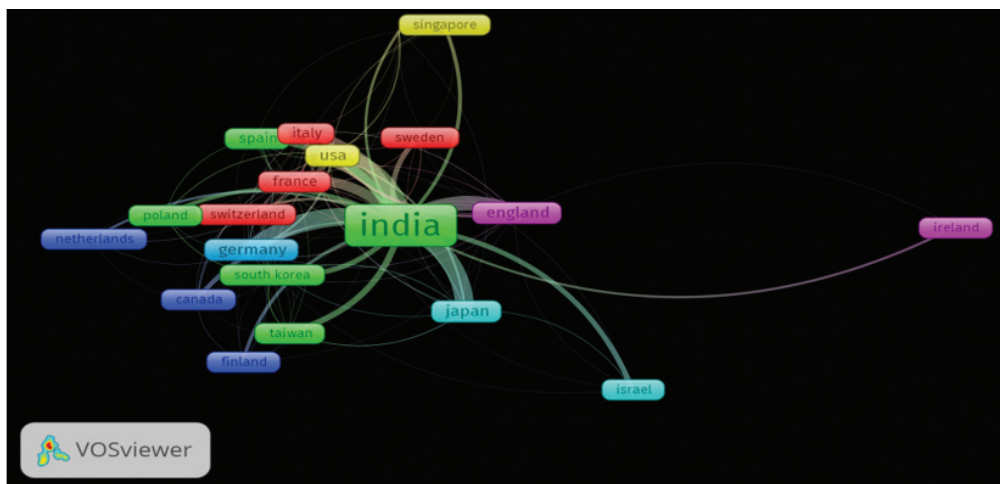 singapore
spain
italy
sweden
usa
france
poland
switzerland
india
england
ireland
netherlands
germany
south korea
canada
japan
taiwan
finland
israel
VOSviewer